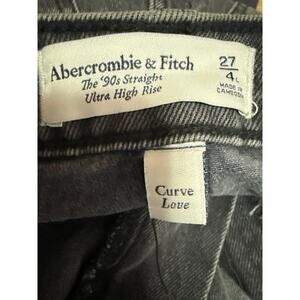 Abercrombie & Fitch
The '90s Straight
Ultra High Rise
27
4L
MADE IN
CAMBODIA
Curve
Love